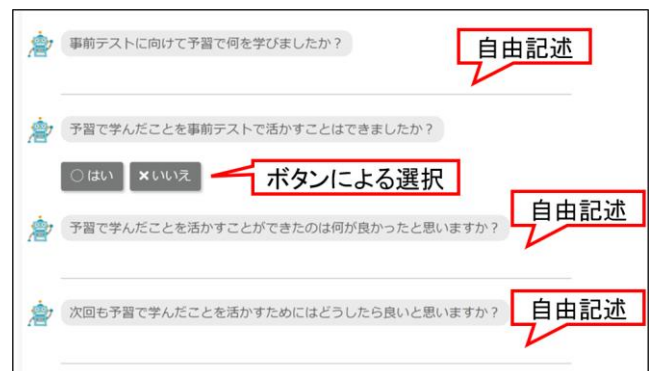 事前テストに向けて予習で何を学びましたか？
自由記述
予習で学んだことを事前テストで活かすことはできましたか？
○はい ×いいえ
ボタンによる選択
自由記述
予習で学んだことを活かすことができたのは何が良かったと思いますか？
自由記述
次回も予習で学んだことを活かすためにはどうしたら良いと思いますか？